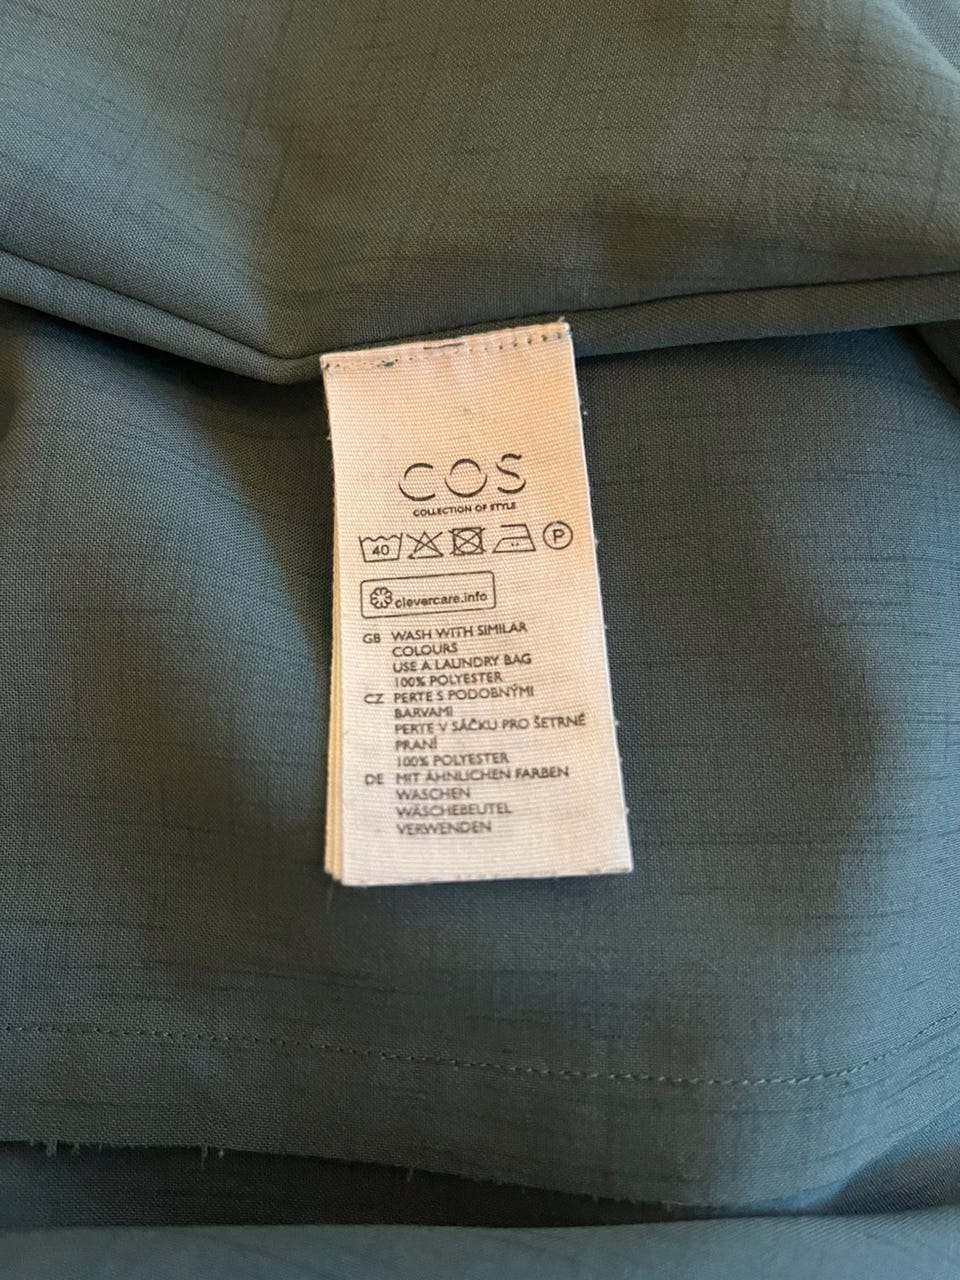 COS
COLLECTION OF STYLE
40 P
clevercare.info
GB WASH WITH SIMILAR
COLOURS
USE A LAUNDRY BAG
100% POLYESTER
CZ PERTE S PODOBNÝMI
BARVAMI
PERTE V SÁČKU PRO ŠETRNÉ
PRANÍ
100% POLYESTER
DE MIT ÄHNLICHEN FARBEN
WASCHEN
WÄSCHEBEUTEL
VERWENDEN